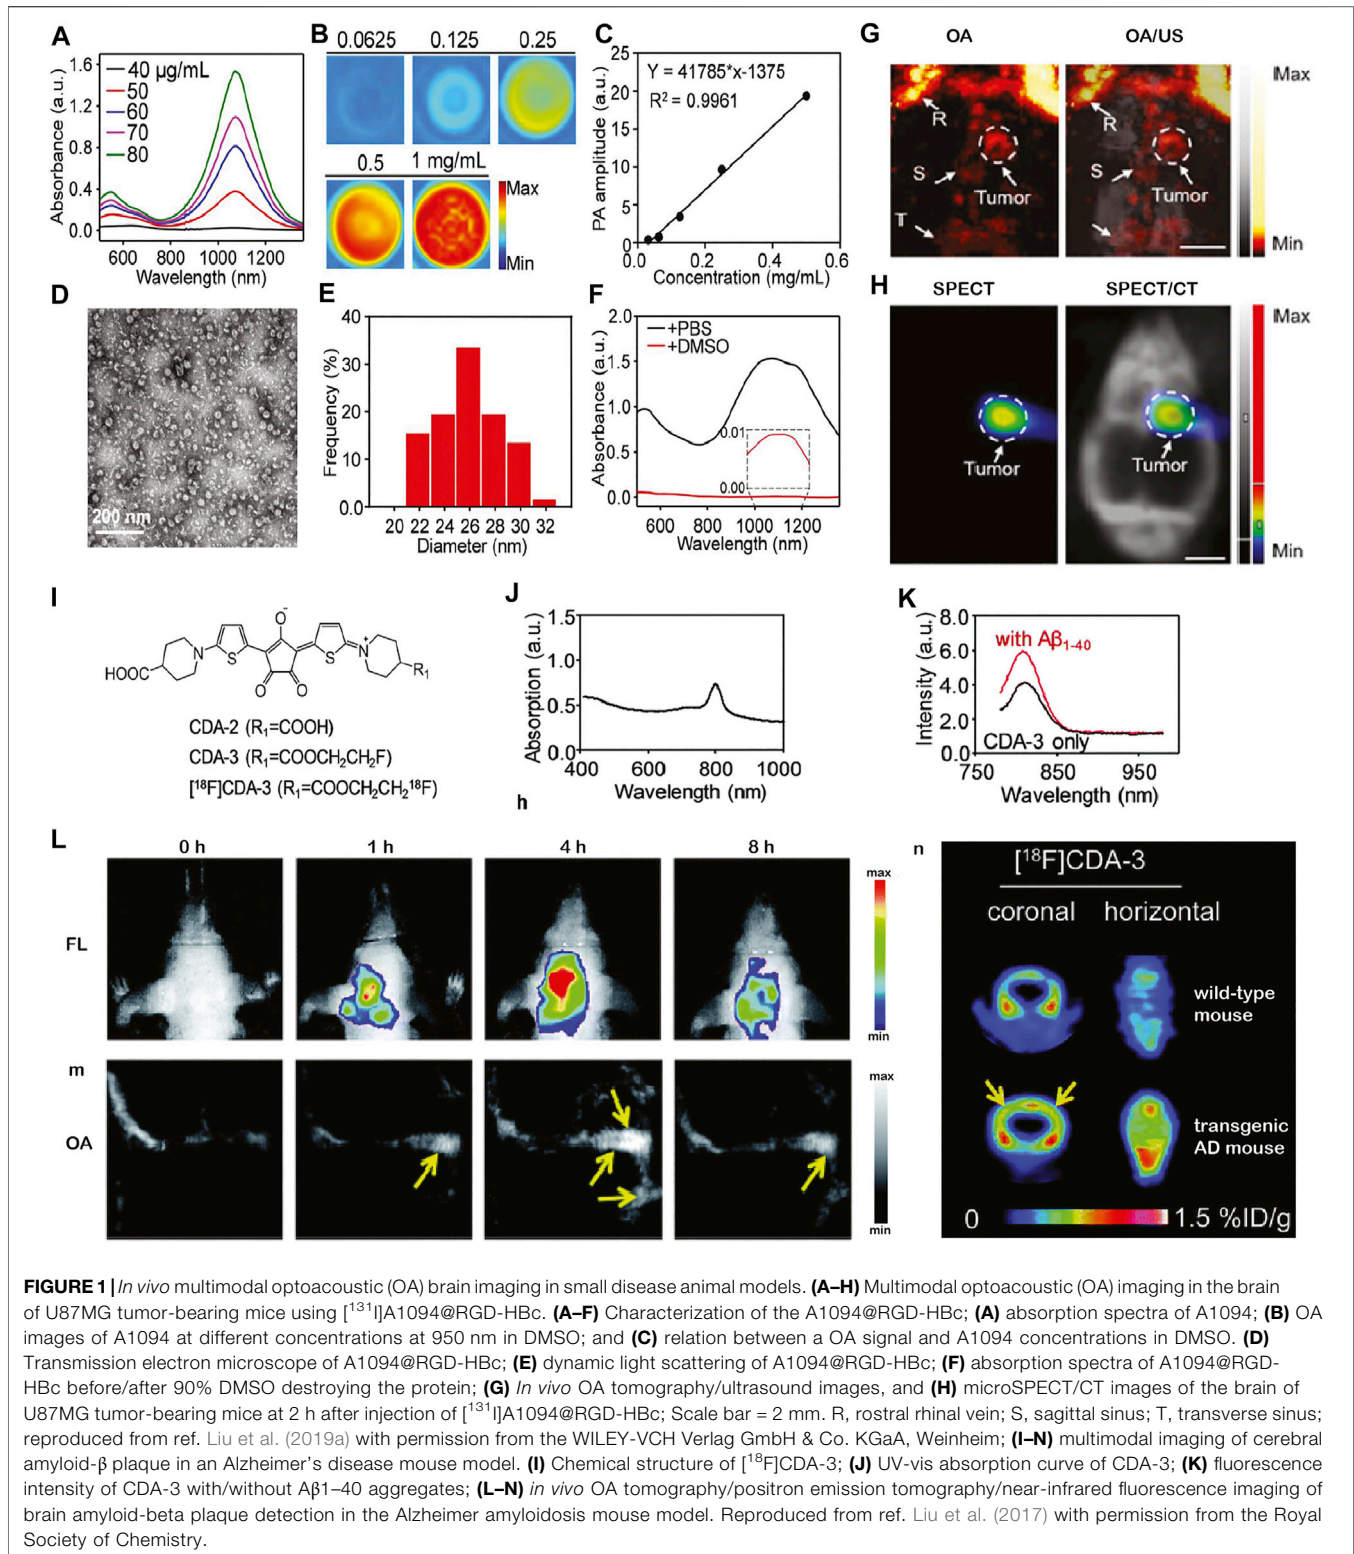 A
Absorbance (a.u.)
1.6
1.2
0.8
0.4
0.0
40 µg/mL
50
60
70
80
600 800 1000 1200
Wavelength (nm)
B
0.0625 0.125 0.25
0.5 1 mg/mL
Max
Min
C
PA amplitude (a.u.)
25
20
15
10
5
0
Y = 41785*x-1375
R² = 0.9961
0.0 0.2 0.4 0.6
Concentration (mg/mL)
G
OA OA/US
R
S
T
Tumor
R
S
Tumor
Max
Min
D
200 nm
E
Frequency (%)
40
30
20
10
0.0
20 22 24 26 28 30 32
Diameter (nm)
F
Absorbance (a.u.)
2.0
1.5
1.0
0.5
0.0
+PBS
+DMSO
0.01
0.00
600 800 1000 1200
Wavelength (nm)
H
SPECT SPECT/CT
Tumor
Tumor
Max
Min
I
HOOC
N
S
O⁻
O
O
S
N⁺
R₁
CDA-2 (R₁=COOH)
CDA-3 (R₁=COOCH₂CH₂F)
[¹⁸F]CDA-3 (R₁=COOCH₂CH₂¹⁸F)
J
Absorption (a.u.)
1.5
1.0
0.5
0.0
400 600 800 1000
Wavelength (nm)
h
K
Intensity (a.u.)
8.0
6.0
4.0
2.0
0.0
with Aβ₁₋₄₀
CDA-3 only
750 850 950
Wavelength (nm)
L
0 h 1 h 4 h 8 h
FL
max
min
m
OA
max
min
n
[¹⁸F]CDA-3
coronal horizontal
wild-type
mouse
transgenic
AD mouse
0 1.5 %ID/g
FIGURE 1 | In vivo multimodal optoacoustic (OA) brain imaging in small disease animal models. (A–H) Multimodal optoacoustic (OA) imaging in the brain
of U87MG tumor-bearing mice using [¹³¹I]A1094@RGD-HBc. (A–F) Characterization of the A1094@RGD-HBc; (A) absorption spectra of A1094; (B) OA
images of A1094 at different concentrations at 950 nm in DMSO; and (C) relation between a OA signal and A1094 concentrations in DMSO. (D)
Transmission electron microscope of A1094@RGD-HBc; (E) dynamic light scattering of A1094@RGD-HBc; (F) absorption spectra of A1094@RGD-
HBc before/after 90% DMSO destroying the protein; (G) In vivo OA tomography/ultrasound images, and (H) microSPECT/CT images of the brain of
U87MG tumor-bearing mice at 2 h after injection of [¹³¹I]A1094@RGD-HBc; Scale bar = 2 mm. R, rostral rhinal vein; S, sagittal sinus; T, transverse sinus;
reproduced from ref. Liu et al. (2019a) with permission from the WILEY-VCH Verlag GmbH & Co. KGaA, Weinheim; (I–N) multimodal imaging of cerebral
amyloid-β plaque in an Alzheimer's disease mouse model. (I) Chemical structure of [¹⁸F]CDA-3; (J) UV-vis absorption curve of CDA-3; (K) fluorescence
intensity of CDA-3 with/without Aβ1–40 aggregates; (L–N) in vivo OA tomography/positron emission tomography/near-infrared fluorescence imaging of
brain amyloid-beta plaque detection in the Alzheimer amyloidosis mouse model. Reproduced from ref. Liu et al. (2017) with permission from the Royal
Society of Chemistry.